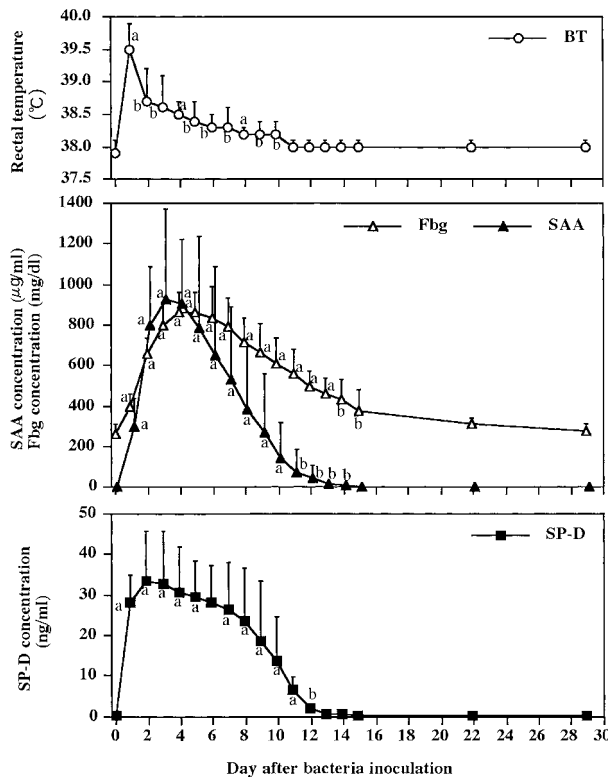 40.0
39.5
39.0
38.5
38.0
37.5
Rectal temperature
(℃)
BT
a
b b a b b b a b b
1400
1200
1000
800
600
400
200
0
SAA concentration (μg/ml)
Fbg concentration (mg/dl)
Fbg SAA
a a a a a a a a a a a a a a b b
a a a a a a a a a a b b b b
50
40
30
20
10
0
SP-D concentration
(ng/ml)
SP-D
a a a a a a a a a a a b
0 2 4 6 8 10 12 14 16 18 20 22 24 26 28 30
Day after bacteria inoculation